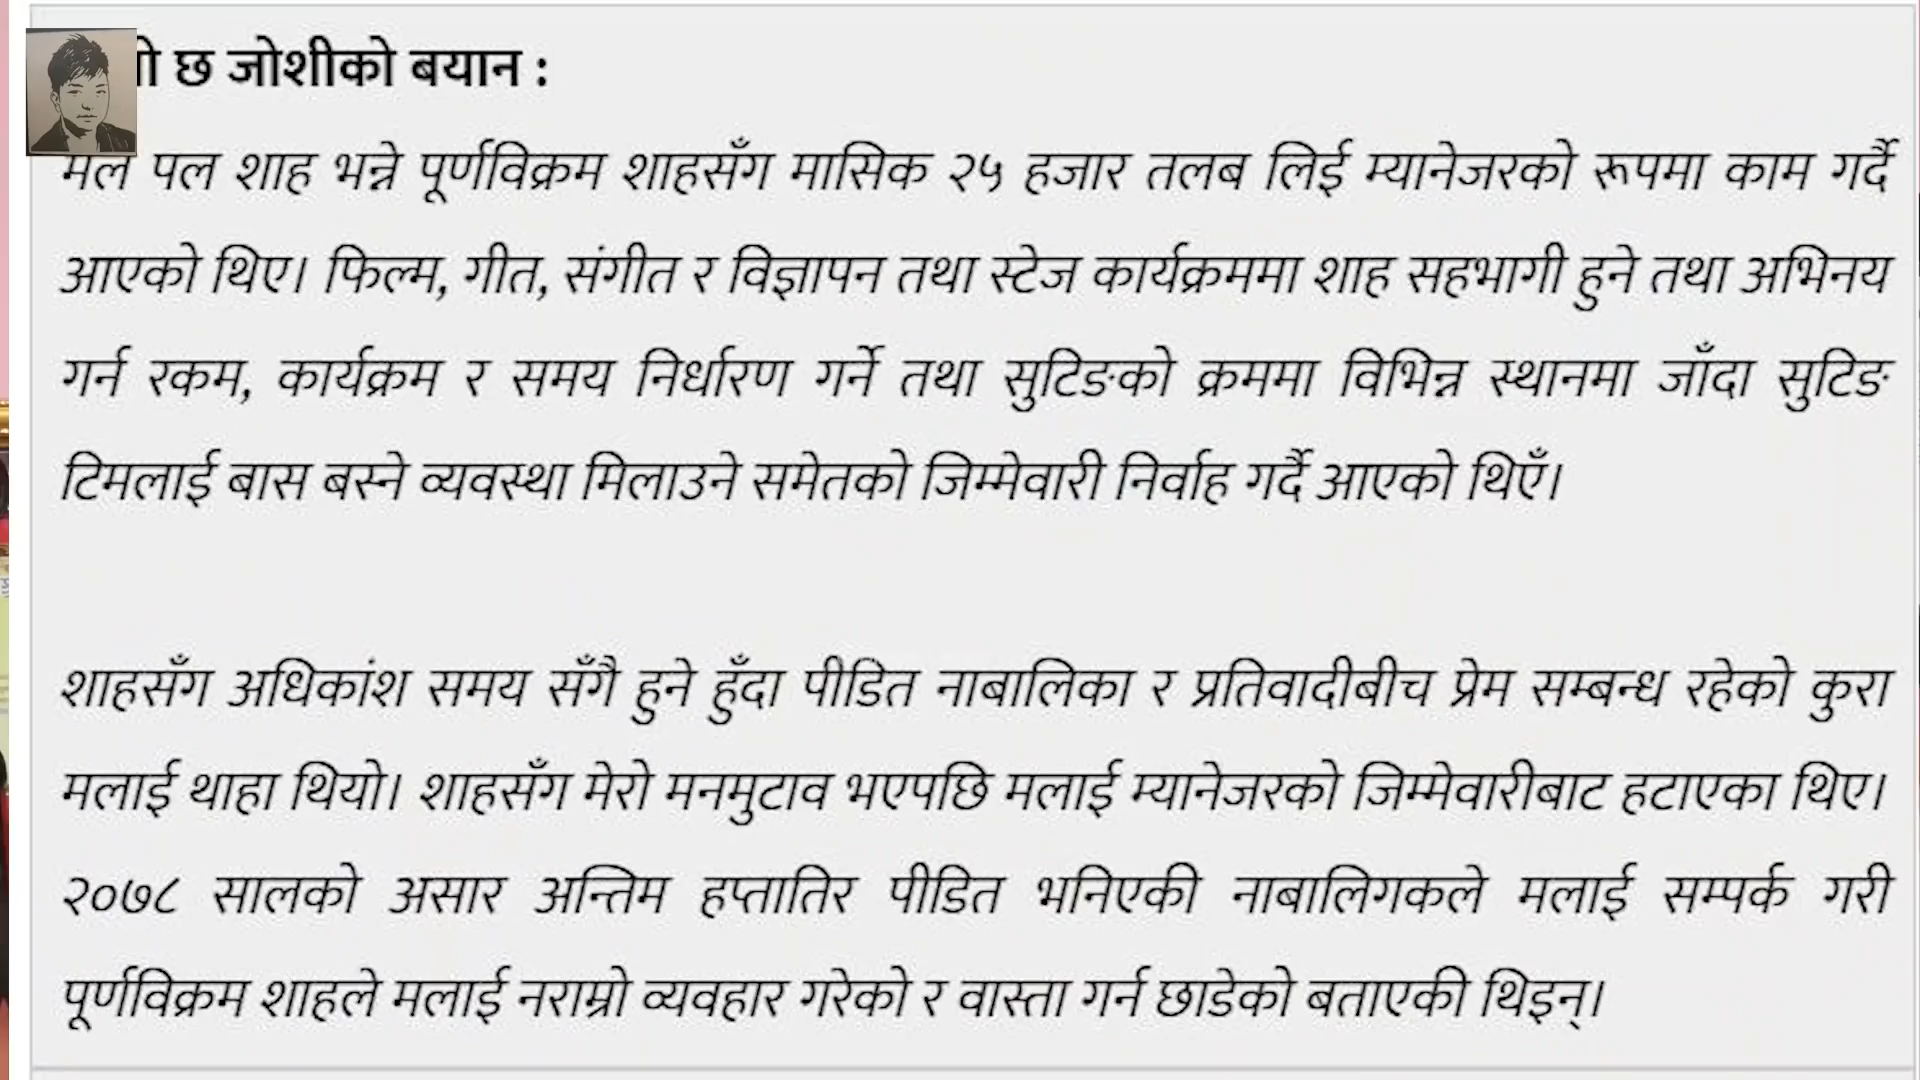 छ जोशीको बयान :
पल शाह भन्ने पूर्णविक्रम शाहसँग मासिक २५ हजार तलब लिई म्यानेजरको रूपमा काम गर्दै
आएको थिए। फिल्म, गीत, संगीत र विज्ञापन तथा स्टेज कार्यक्रममा शाह सहभागी हुने तथा अभिनय
गर्न रकम, कार्यक्रम र समय निर्धारण गर्ने तथा सुटिङको क्रममा विभिन्न स्थानमा जाँदा सुटिङ
टिमलाई बास बस्ने व्यवस्था मिलाउने समेतको जिम्मेवारी निर्वाह गर्दै आएको थिएँ।
शाहसँग अधिकांश समय सँगै हुने हुँदा पीडित नाबालिका र प्रतिवादीबीच प्रेम सम्बन्ध रहेको कुरा
मलाई थाहा थियो। शाहसँग मेरो मनमुटाव भएपछि मलाई म्यानेजरको जिम्मेवारीबाट हटाएका थिए।
२०७८ सालको असार अन्तिम हप्तातिर पीडित भनिएकी नाबालिगकले मलाई सम्पर्क गरी
पूर्णविक्रम शाहले मलाई नराम्रो व्यवहार गरेको र वास्ता गर्न छाडेको बताएकी थिइन्।